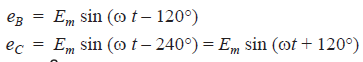 e_B = E_m sin (ω t – 120°)
e_C = E_m sin (ω t – 240°) = E_m sin (ωt + 120°)